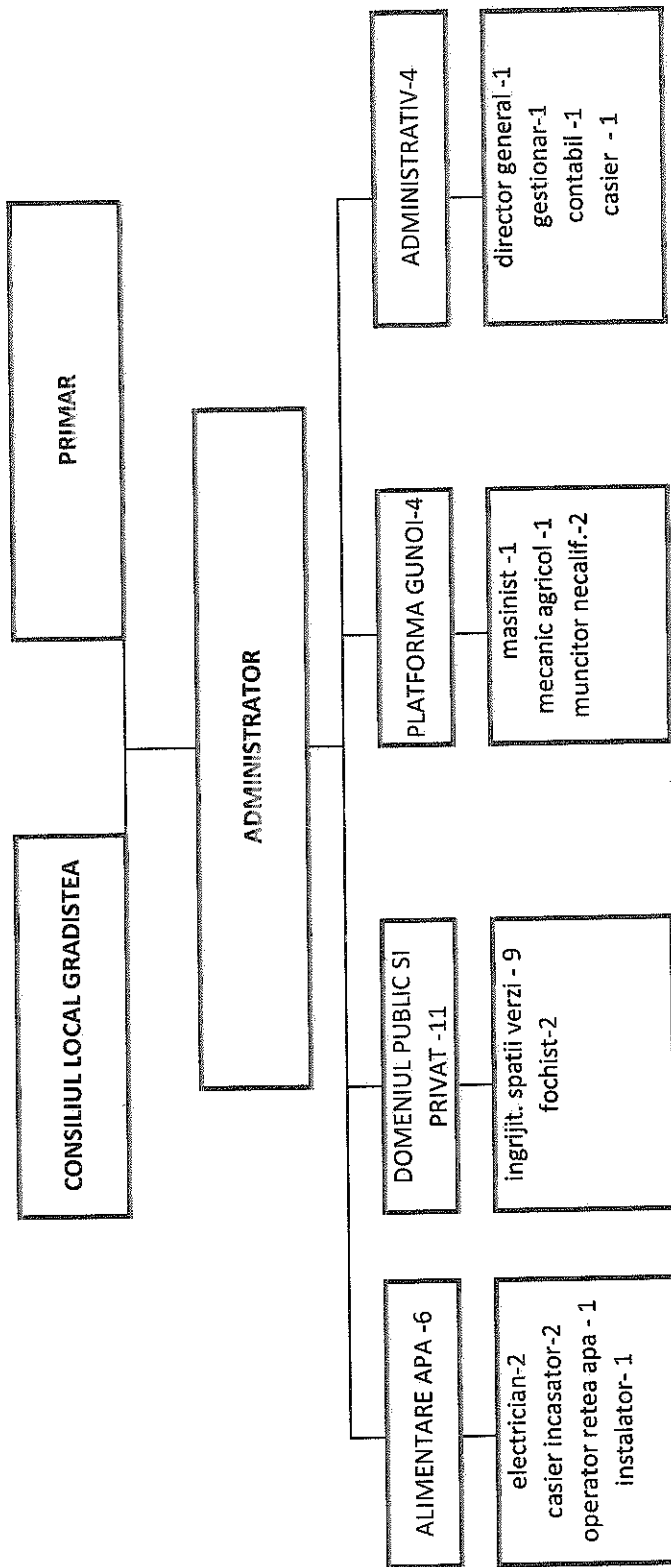 CONSILIUL LOCAL GRADISTEA
PRIMAR
ADMINISTRATOR
ALIMENTARE APA -6
electrician-2
casier incasator-2
operator retea apa - 1
instalator- 1
DOMENIUL PUBLIC SI
PRIVAT -11
ingrijit. spatii verzi - 9
fochist-2
PLATFORMA GUNOI-4
masinist -1
mecanic agricol -1
muncitor necalif.-2
ADMINISTRATIV-4
director general -1
gestionar-1
contabil -1
casier - 1